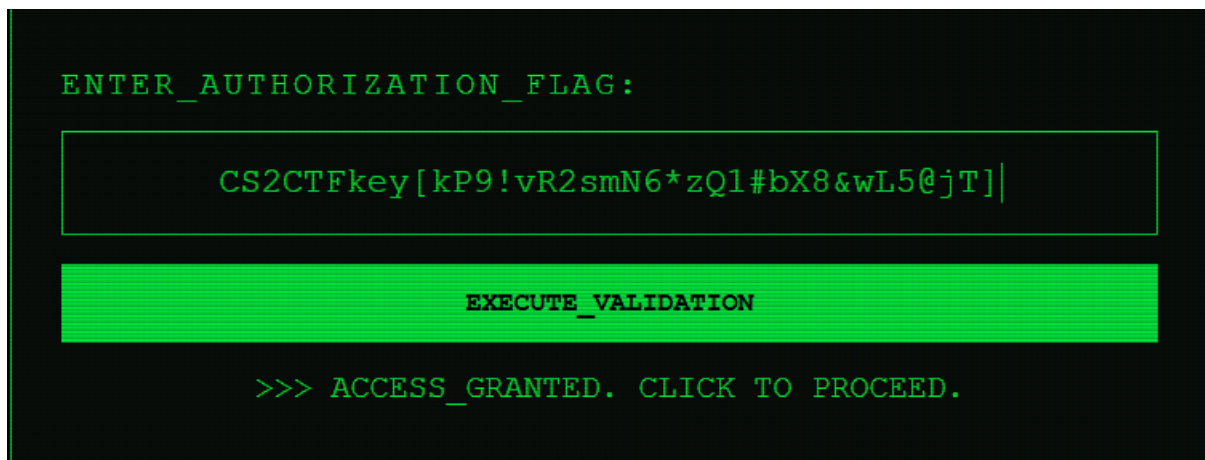 ENTER_AUTHORIZATION_FLAG:
CS2CTFkey[kP9!vR2smN6*zQ1#bX8&wL5@jT]
EXECUTE_VALIDATION
>>> ACCESS_GRANTED. CLICK TO PROCEED.